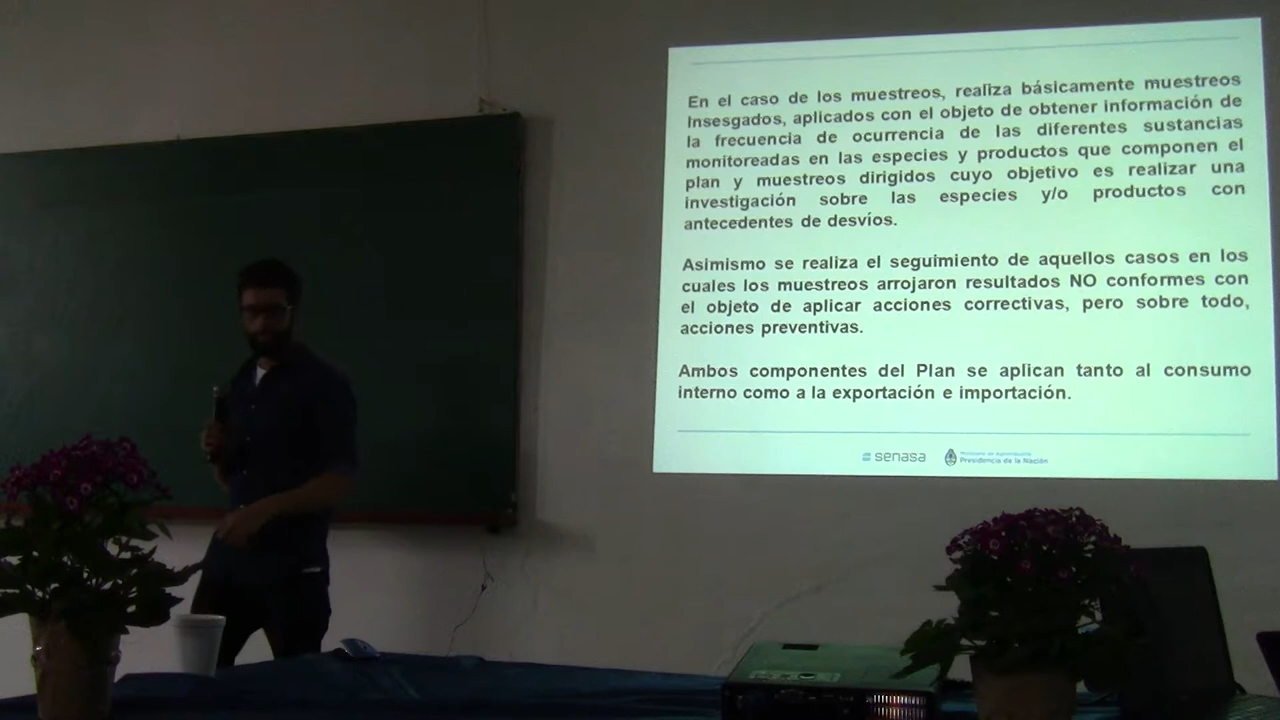 En el caso de los muestreos, realiza básicamente muestreos
Insesgados, aplicados con el objeto de obtener información de
la frecuencia de ocurrencia de las diferentes sustancias
monitoreadas en las especies y productos que componen el
plan y muestreos dirigidos cuyo objetivo es realizar una
investigación sobre las especies y/o productos con
antecedentes de desvíos.
Asimismo se realiza el seguimiento de aquellos casos en los
cuales los muestreos arrojaron resultados NO conformes con
el objeto de aplicar acciones correctivas, pero sobre todo,
acciones preventivas.
Ambos componentes del Plan se aplican tanto al consumo
interno como a la exportación e importación.
senasa
Ministerio de Agroindustria
Presidencia de la Nación